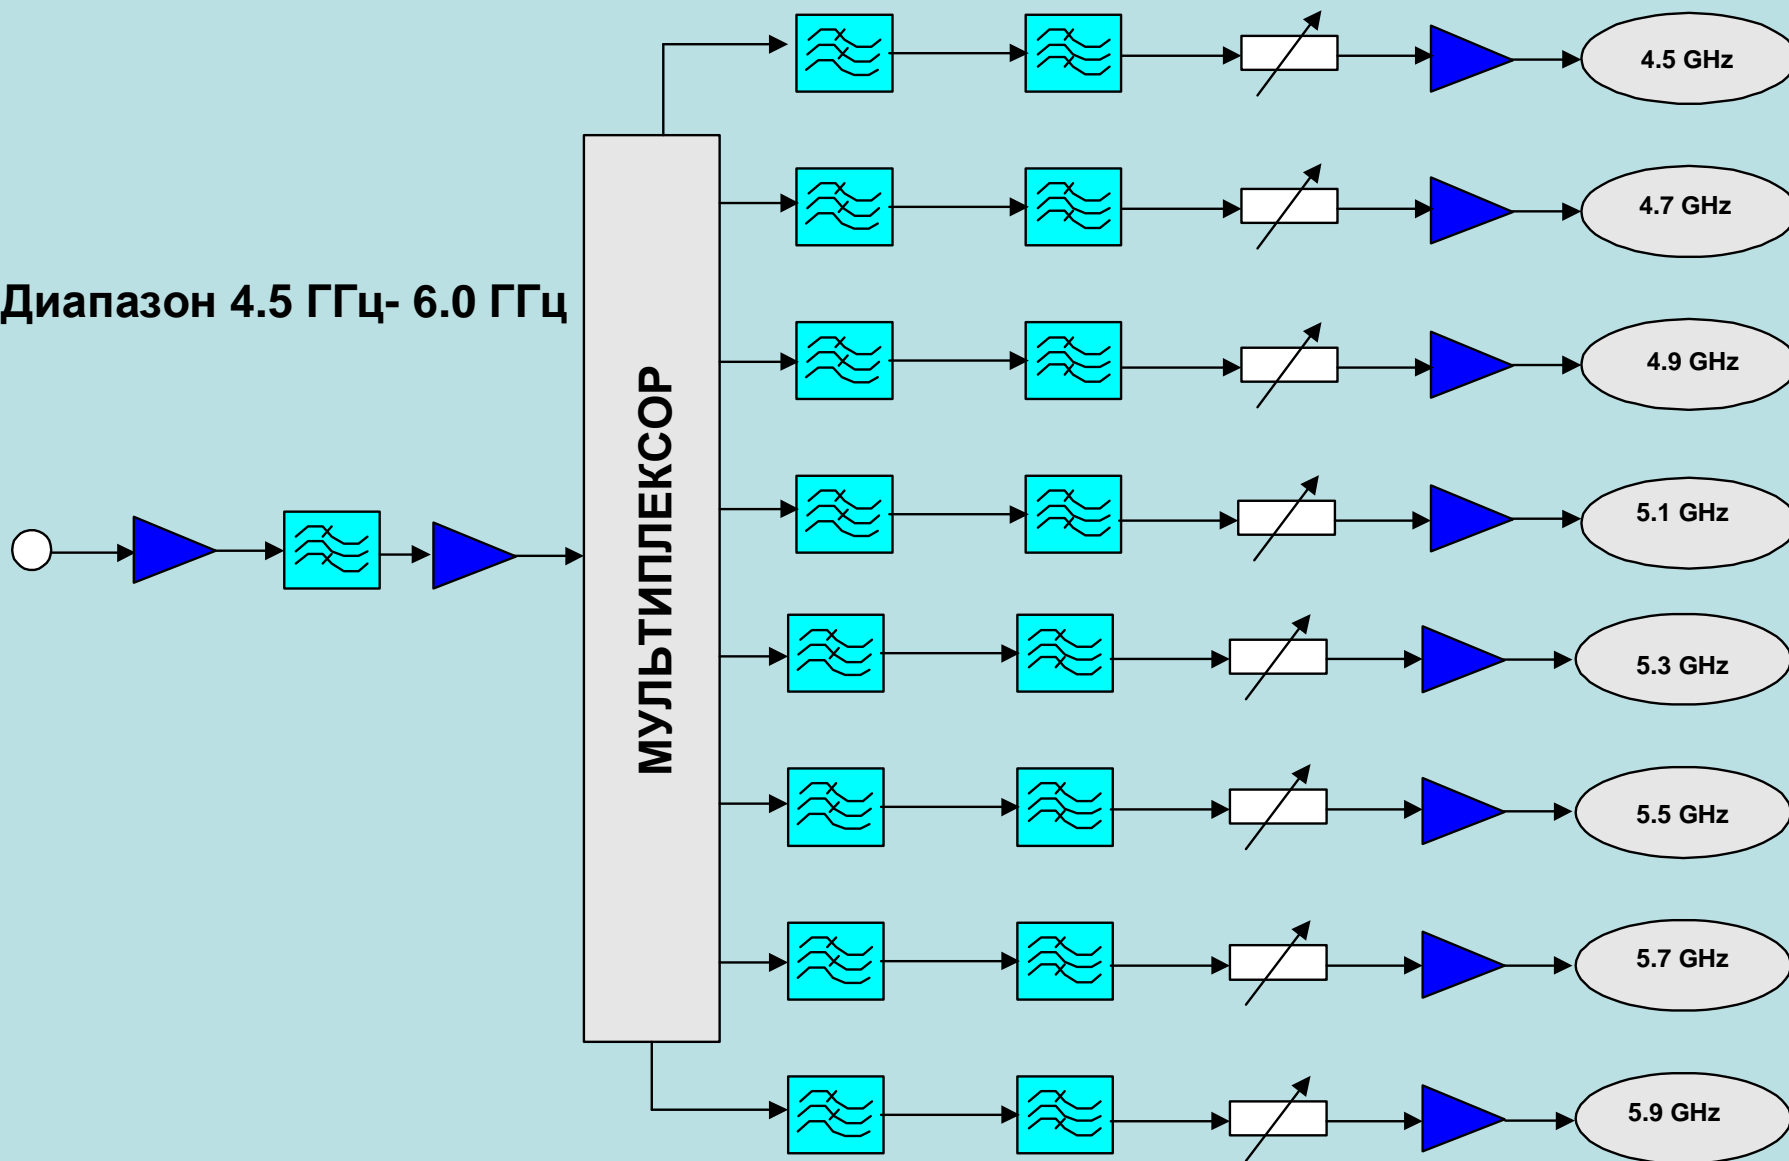 4.5 GHz
4.7 GHz
Диапазон 4.5 ГГц- 6.0 ГГц
4.9 GHz
МУЛЬТИПЛЕКСОР
5.1 GHz
5.3 GHz
5.5 GHz
5.7 GHz
5.9 GHz